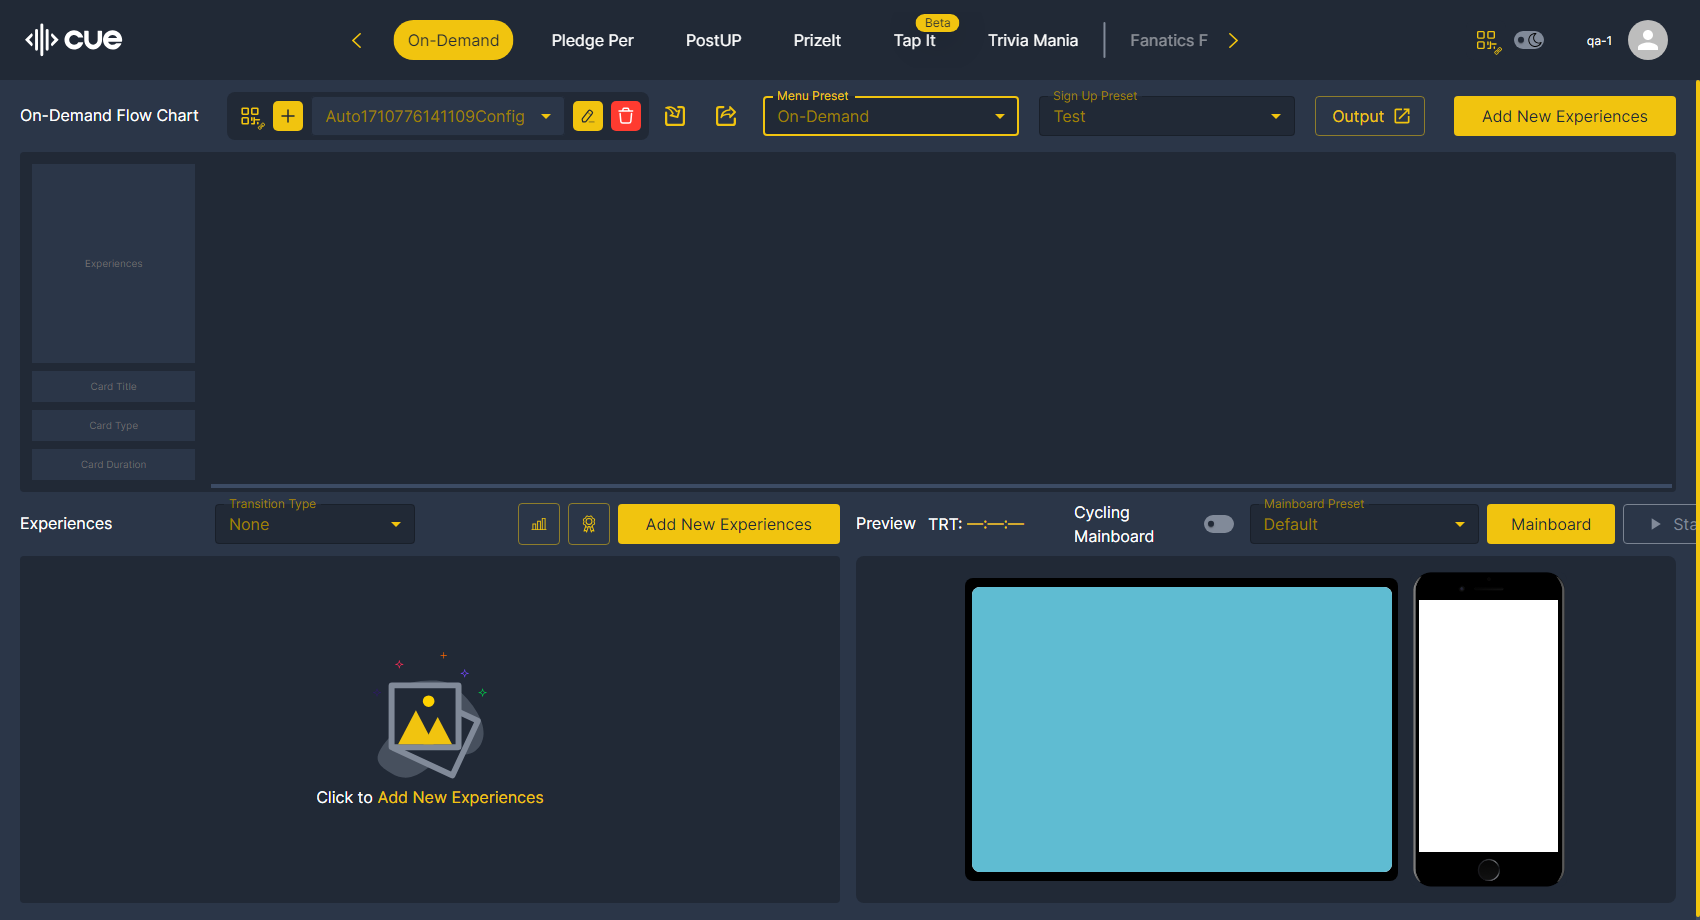 cue
On-Demand
Pledge Per
PostUP
PrizeIt
Beta
Tap It
Trivia Mania
Fanatics F
qa-1
On-Demand Flow Chart
Auto1710776141109Config
Menu Preset
On-Demand
Sign Up Preset
Test
Output
Add New Experiences
Experiences
Card Title
Card Type
Card Duration
Experiences
Transition Type
None
Add New Experiences
Preview
TRT: —:—:—
Cycling
Mainboard
Mainboard Preset
Default
Mainboard
Sta
Click to Add New Experiences